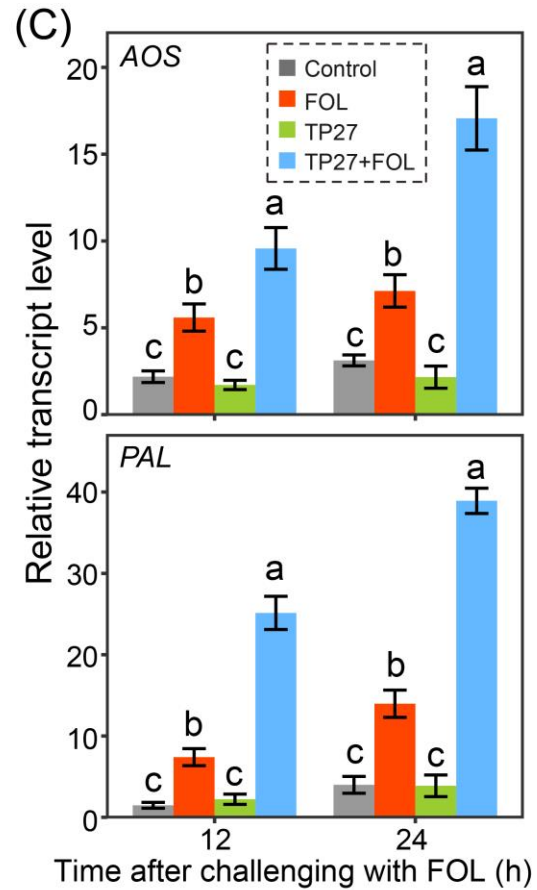 (C)
AOS
Control
FOL
TP27
TP27+FOL
20
15
10
5
0
c
b
c
a
c
b
c
a
Relative transcript level
PAL
40
30
20
10
0
c
b
c
a
c
b
c
a
12
24
Time after challenging with FOL (h)